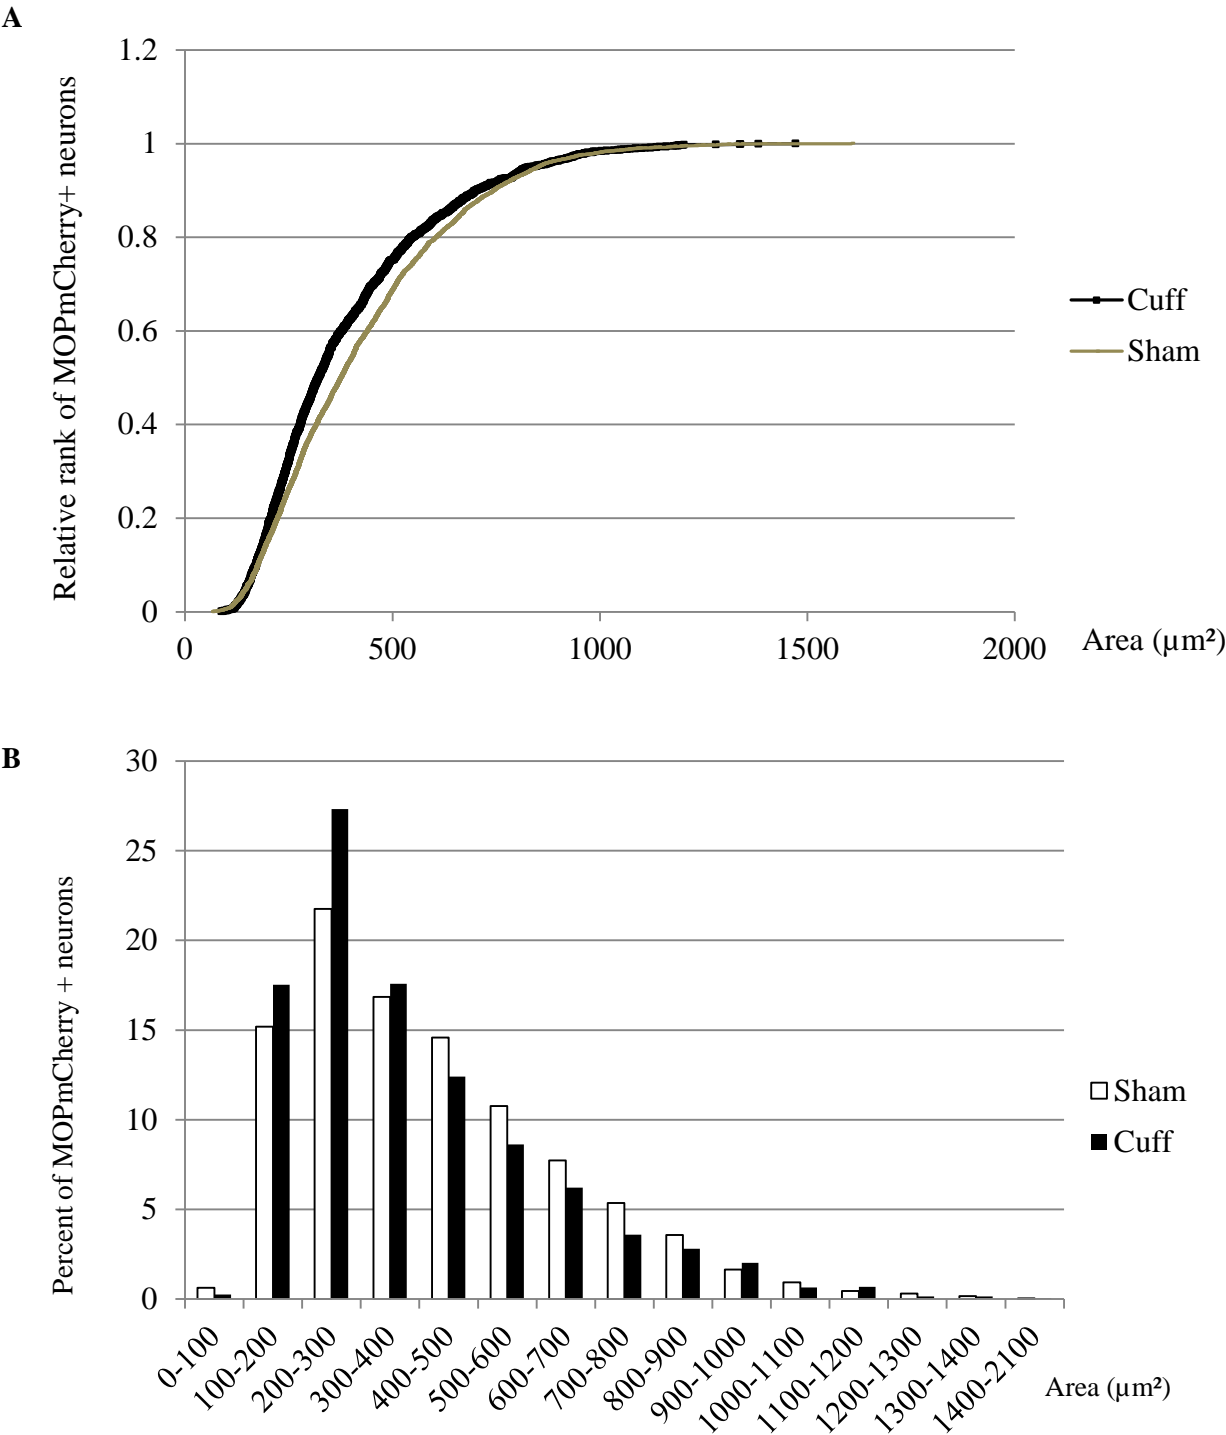 A
1.2
1
0.8
0.6
0.4
0.2
0
Relative rank of MOPmCherry+ neurons
0 500 1000 1500 2000
Area (µm²)
Cuff
Sham
B
30
25
20
15
10
5
0
Percent of MOPmCherry + neurons
0-100 100-200 200-300 300-400 400-500 500-600 600-700 700-800 800-900 900-1000 1000-1100 1100-1200 1200-1300 1300-1400 1400-2100
Area (µm²)
Sham
Cuff